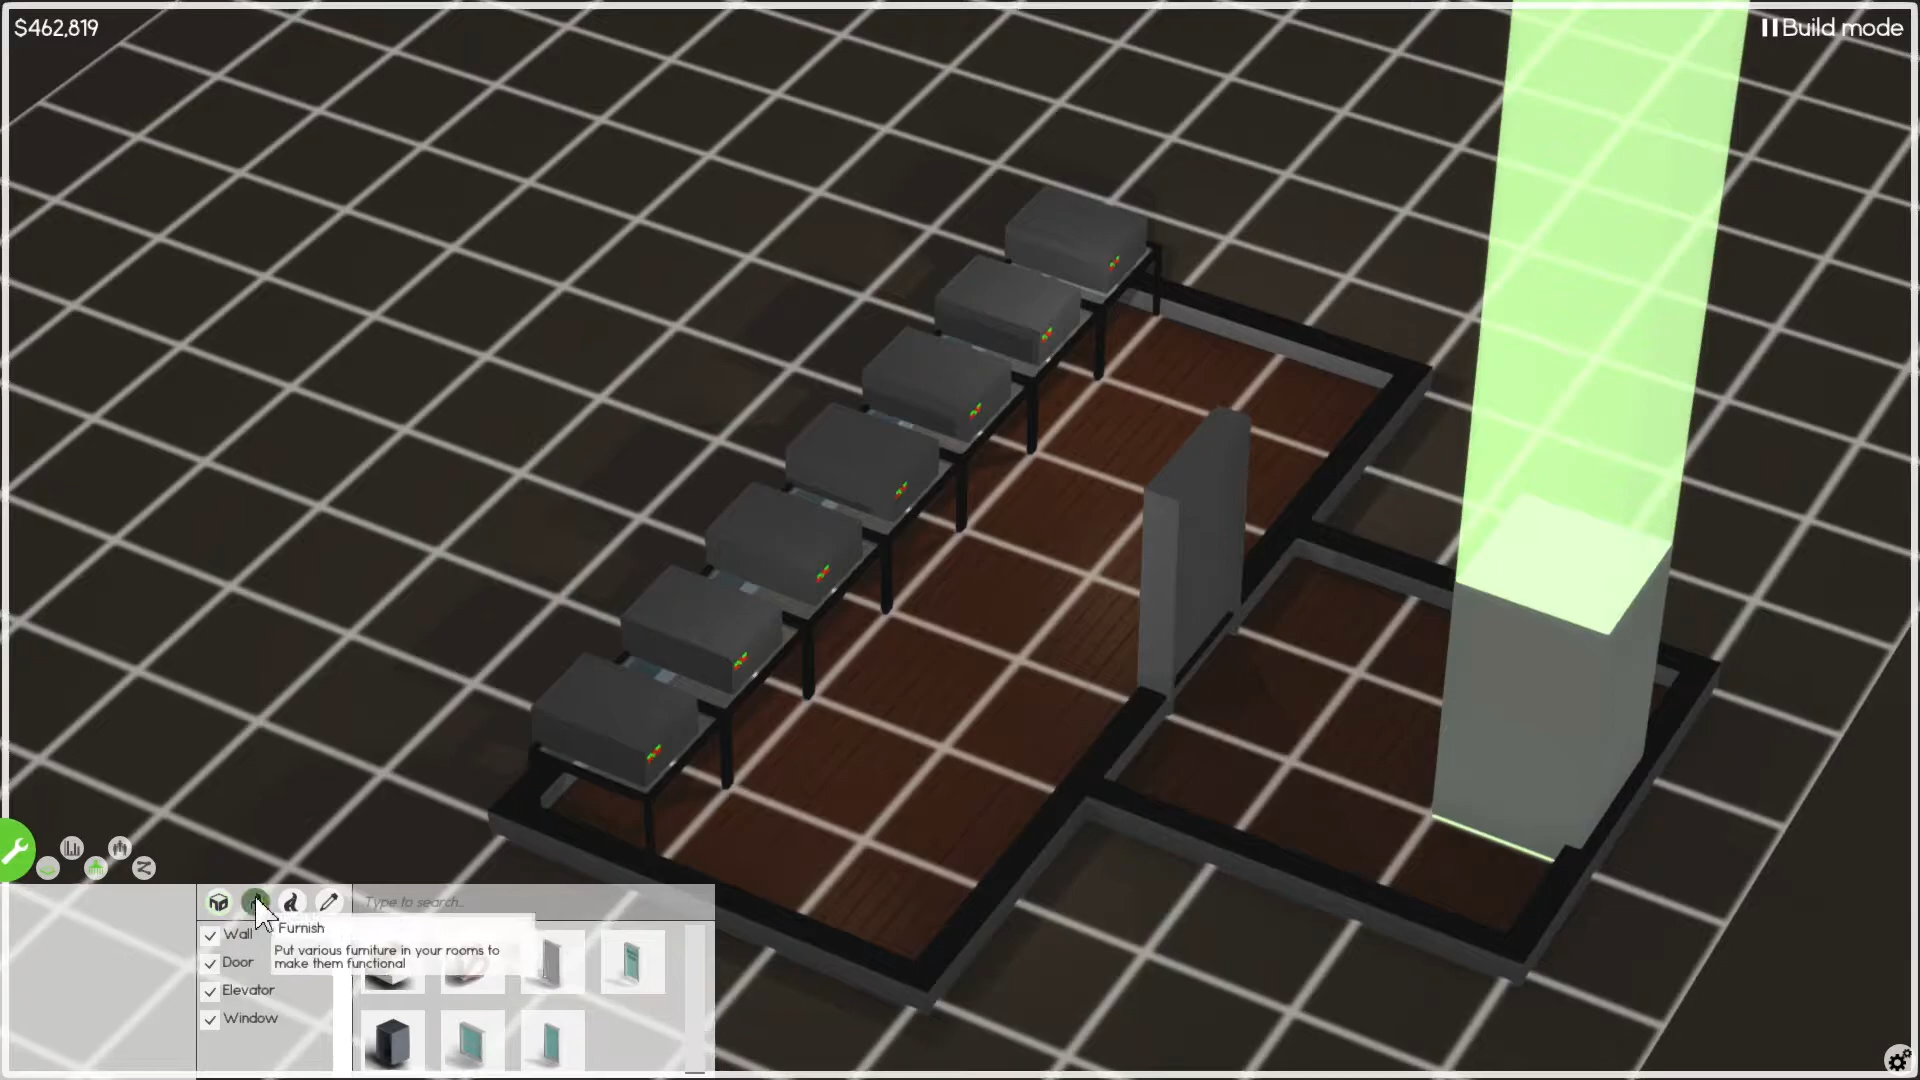 $462,819
Build mode
Type to search...
Wall
Furnish
Put various furniture in your rooms to
make them functional
Door
Elevator
Window